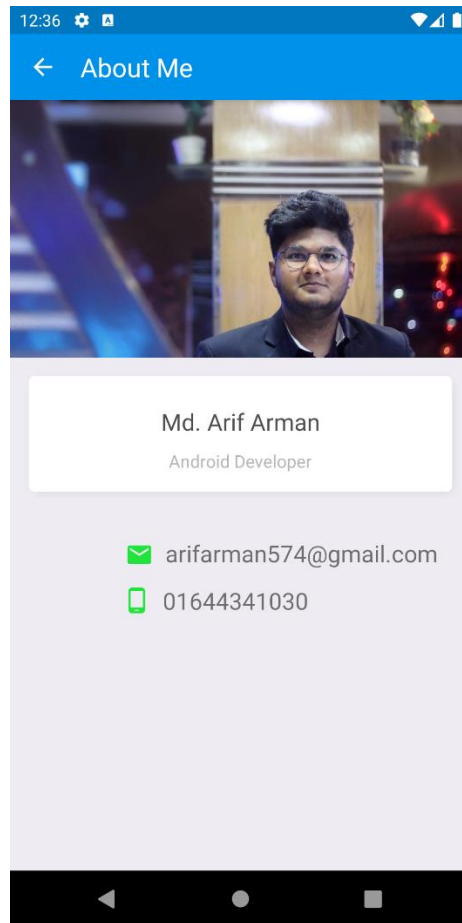 12:36
About Me
Md. Arif Arman
Android Developer
arifarman574@gmail.com
01644341030